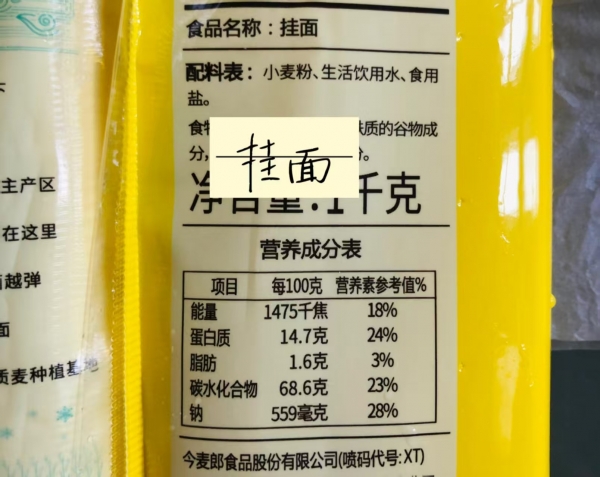 食品名称：挂面
配料表：小麦粉、生活饮用水、食用
盐。
质的谷物成
分，
挂面
净含量:1千克
营养成分表
项目 每100克 营养素参考值%
能量 1475千焦 18%
蛋白质 14.7克 24%
脂肪 1.6克 3%
碳水化合物 68.6克 23%
钠 559毫克 28%
今麦郎食品股份有限公司(喷码代号:XT)
主产区
在这里
越弹
面
质麦种植基地